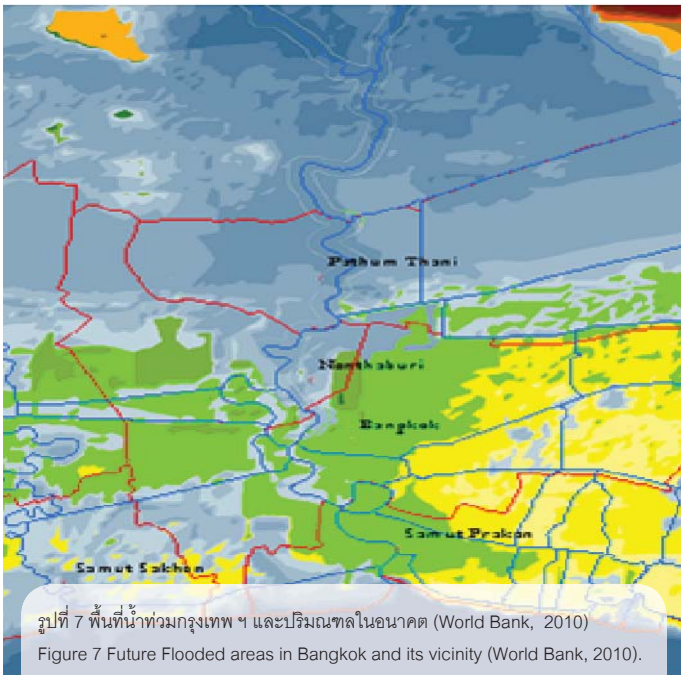 Pathum Thani
Nonthaburi
Bangkok
Samut Prakan
Samut Sakhon
รูปที่ 7 พื้นที่น้ำท่วมกรุงเทพ ฯ และปริมณฑลในอนาคต (World Bank, 2010)
Figure 7 Future Flooded areas in Bangkok and its vicinity (World Bank, 2010).